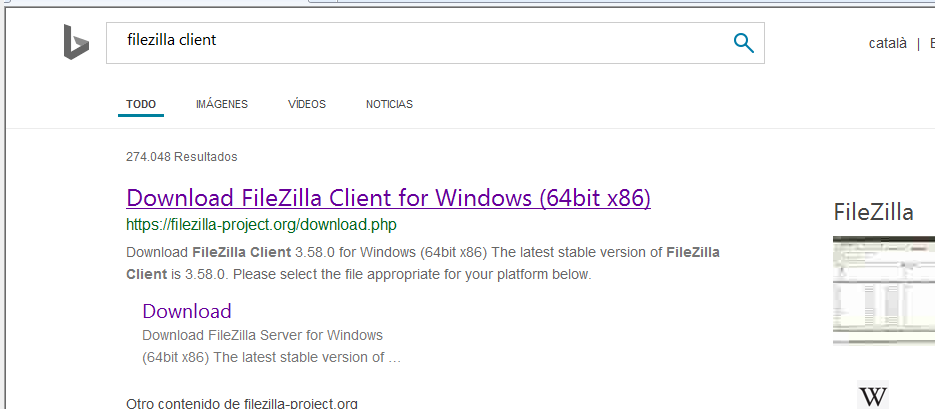 filezilla client
català | E
TODO IMÁGENES VÍDEOS NOTICIAS
274.048 Resultados
Download FileZilla Client for Windows (64bit x86)
https://filezilla-project.org/download.php
Download FileZilla Client 3.58.0 for Windows (64bit x86) The latest stable version of FileZilla
Client is 3.58.0. Please select the file appropriate for your platform below.
Download
Download FileZilla Server for Windows
(64bit x86) The latest stable version of …
Otro contenido de filezilla-project.org
FileZilla
W